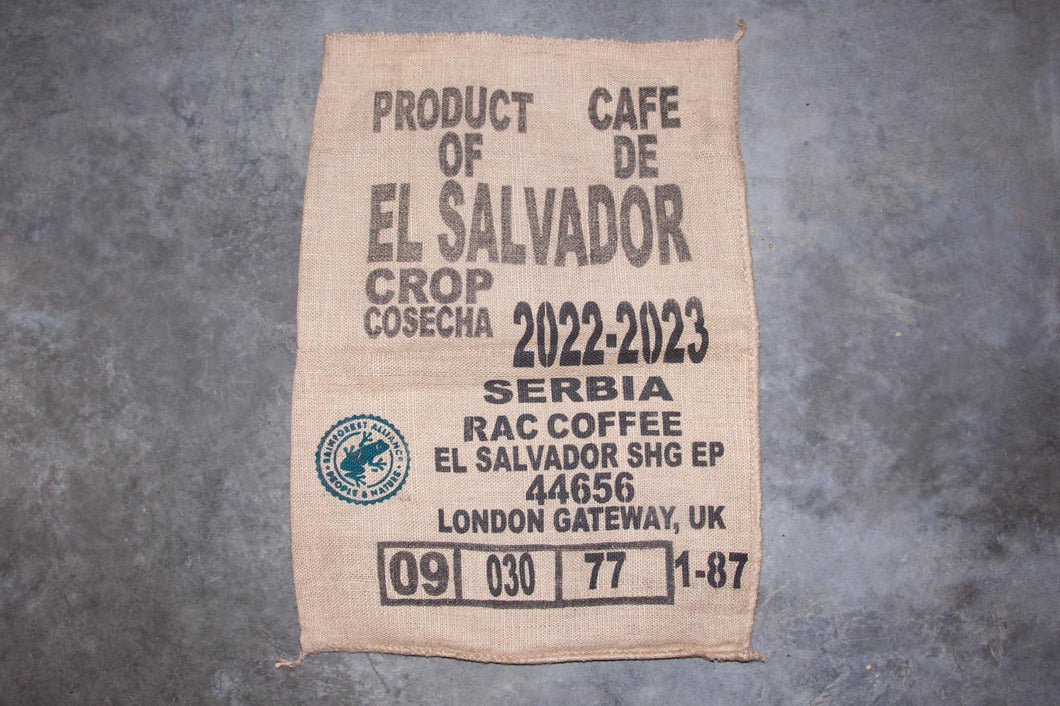 PRODUCT CAFE
OF DE
EL SALVADOR
CROP
COSECHA 2022-2023
SERBIA
RAC COFFEE
EL SALVADOR SHG EP
44656
LONDON GATEWAY, UK
RAINFOREST ALLIANCE
PEOPLE & NATURE
09 030 77 1-87